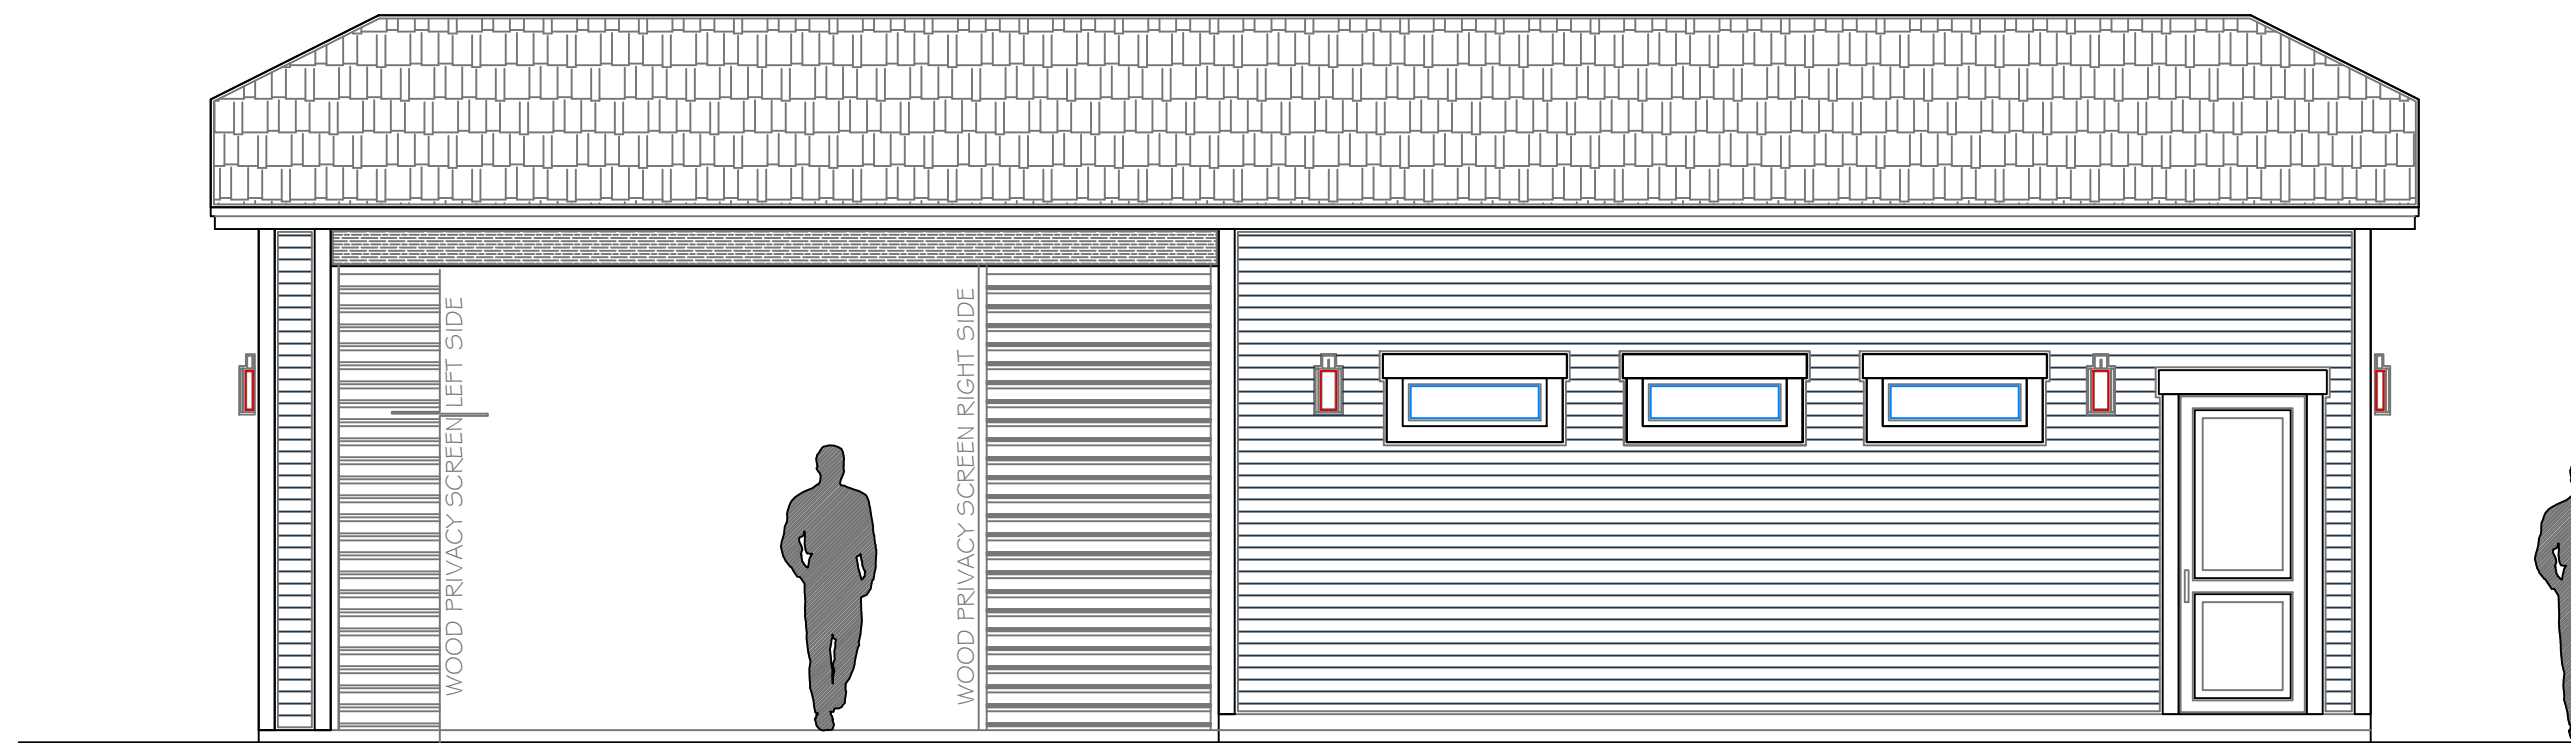 WOOD PRIVACY SCREEN LEFT SIDE
WOOD PRIVACY SCREEN RIGHT SIDE